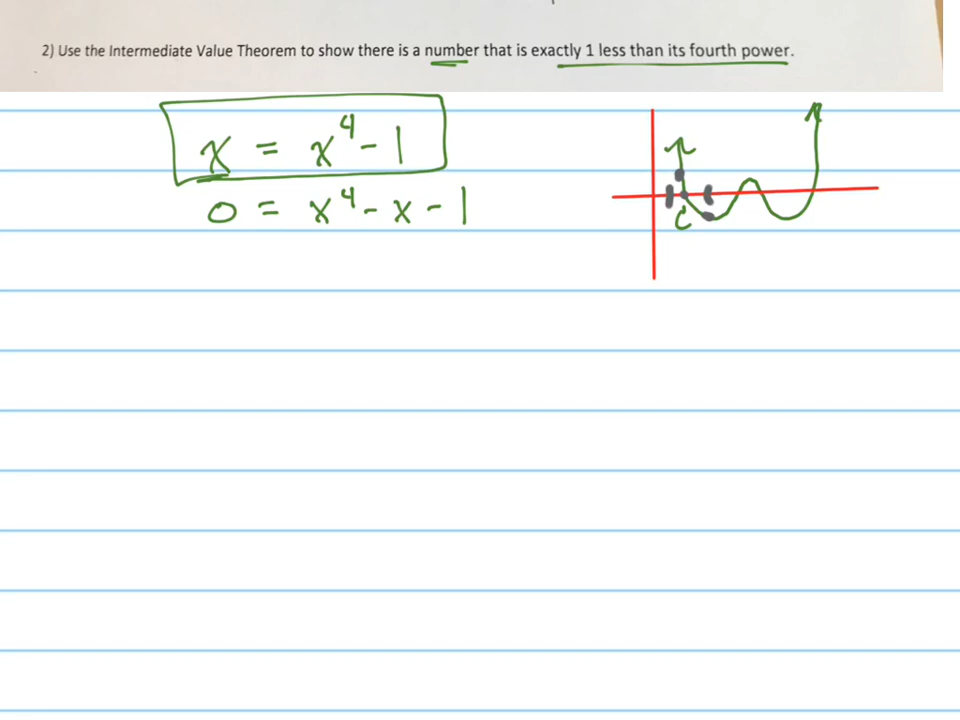 2) Use the Intermediate Value Theorem to show there is a number that is exactly 1 less than its fourth power.
x = x⁴ - 1
0 = x⁴ - x - 1
c